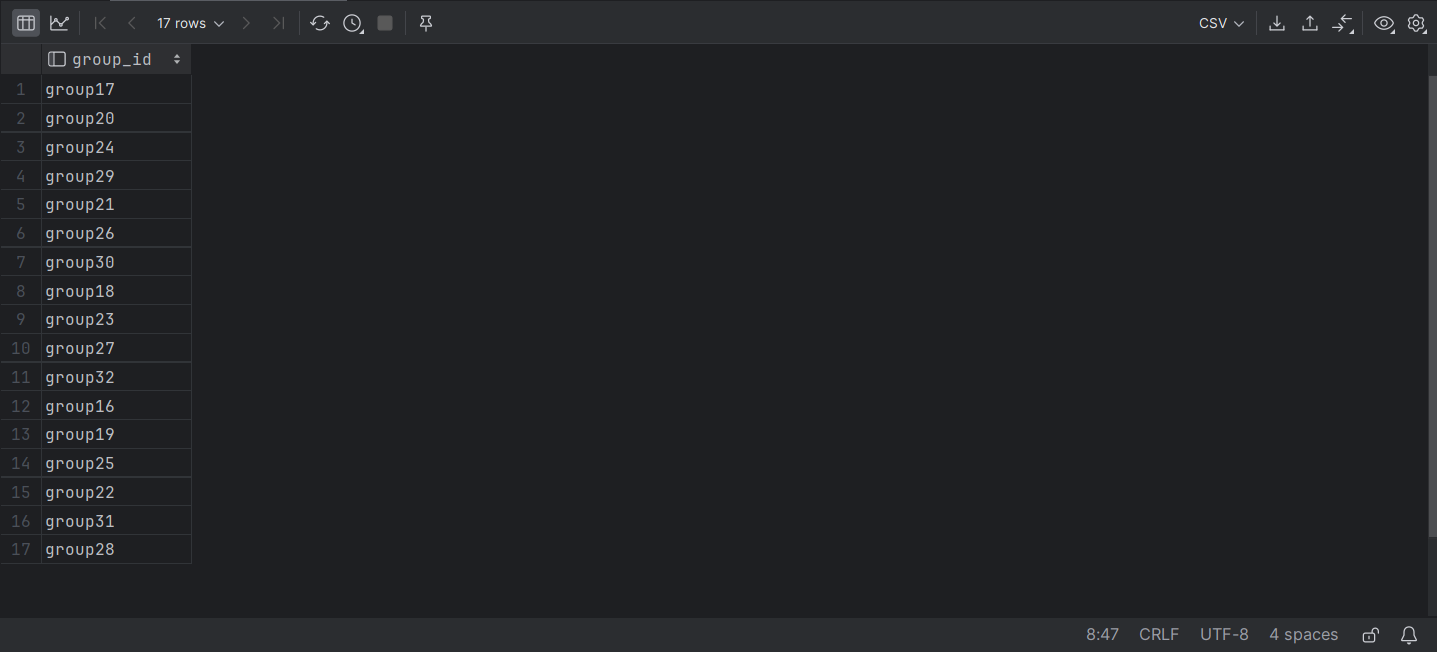 17 rows CSV
group_id
1 group17
2 group20
3 group24
4 group29
5 group21
6 group26
7 group30
8 group18
9 group23
10 group27
11 group32
12 group16
13 group19
14 group25
15 group22
16 group31
17 group28
8:47 CRLF UTF-8 4 spaces